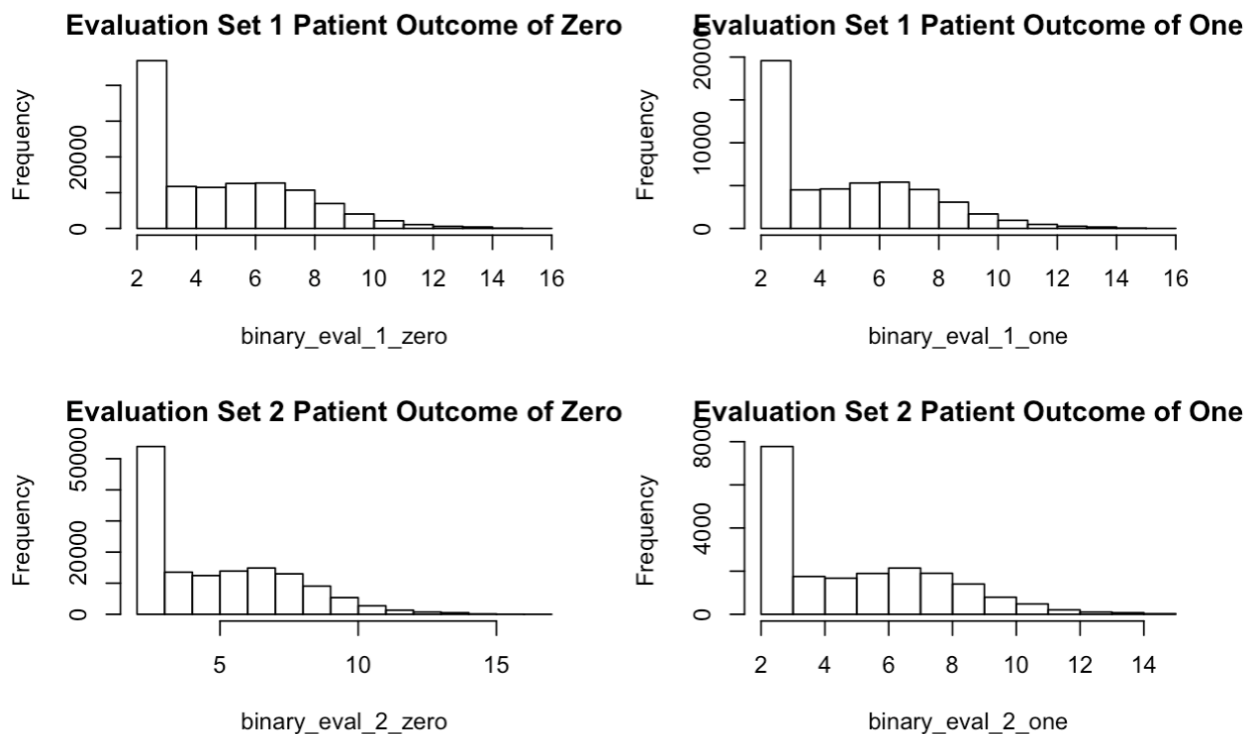 Evaluation Set 1 Patient Outcome of Zero
Frequency
0 20000
2 4 6 8 10 12 14 16
binary_eval_1_zero
Evaluation Set 1 Patient Outcome of One
Frequency
0 10000 20000
2 4 6 8 10 12 14 16
binary_eval_1_one
Evaluation Set 2 Patient Outcome of Zero
Frequency
0 20000 50000
5 10 15
binary_eval_2_zero
Evaluation Set 2 Patient Outcome of One
Frequency
0 4000 8000
2 4 6 8 10 12 14
binary_eval_2_one